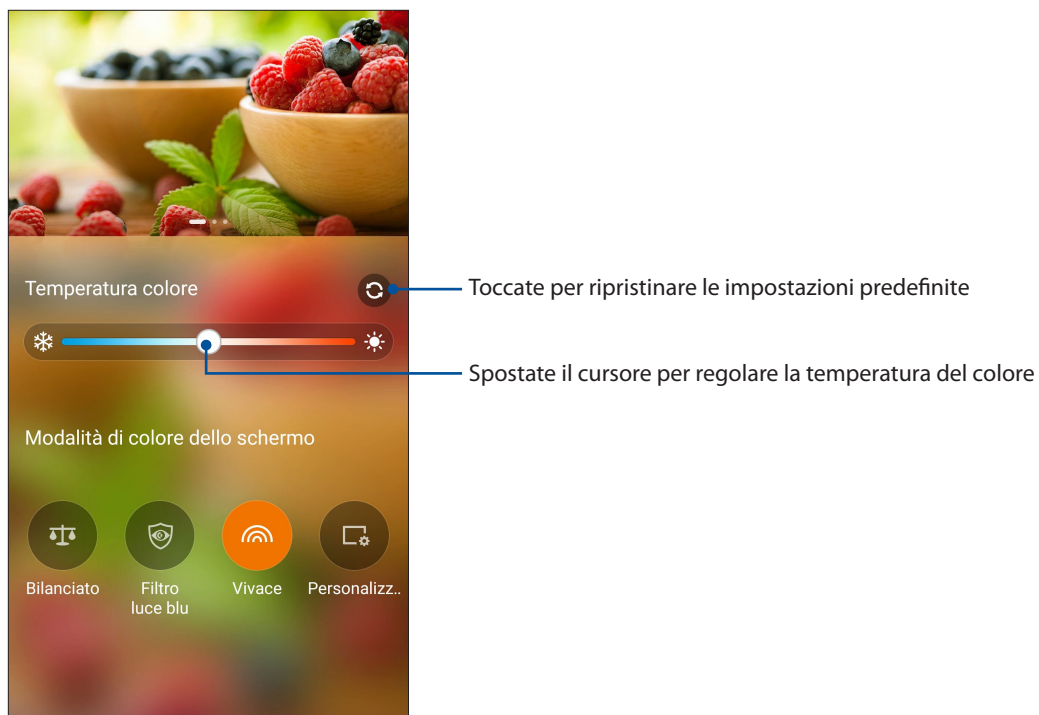 Temperatura colore
Toccate per ripristinare le impostazioni predefinite
Spostate il cursore per regolare la temperatura del colore
Modalità di colore dello schermo
Bilanciato
Filtro
luce blu
Vivace
Personalizz..